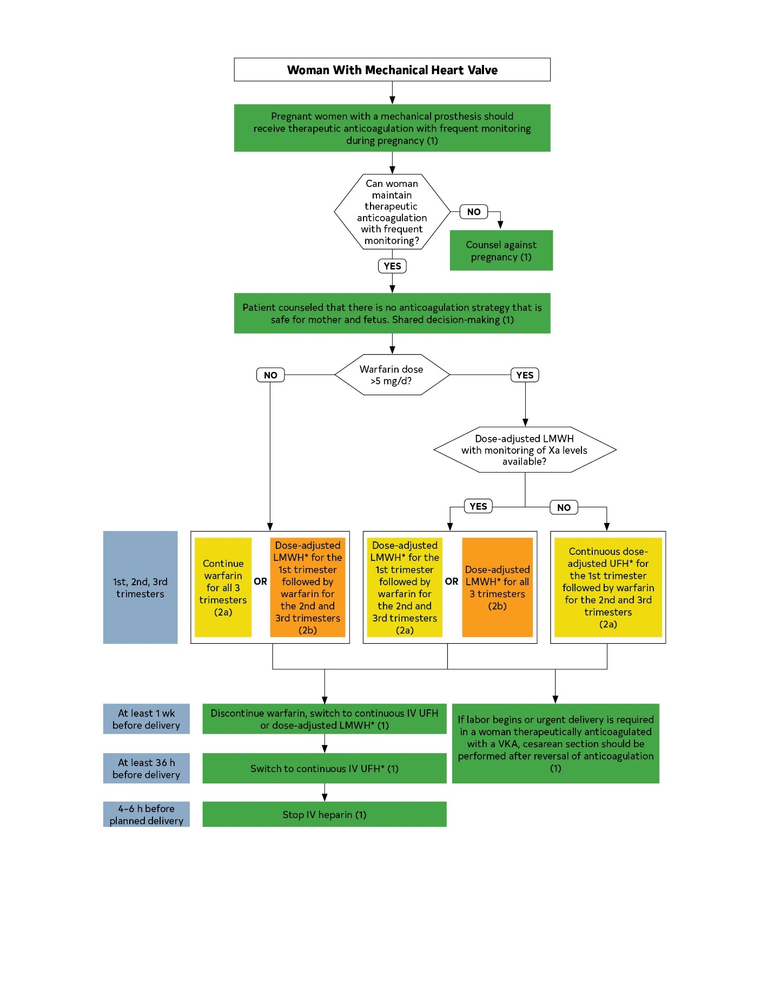 Woman With Mechanical Heart Valve
Pregnant women with a mechanical prosthesis should
receive therapeutic anticoagulation with frequent monitoring
during pregnancy (1)
Can woman
maintain
therapeutic
anticoagulation
with frequent
monitoring?
NO
Counsel against
pregnancy (1)
YES
Patient counseled that there is no anticoagulation strategy that is
safe for mother and fetus. Shared decision-making (1)
Warfarin dose
>5 mg/d?
NO
YES
Dose-adjusted LMWH
with monitoring of Xa levels
available?
YES
NO
1st, 2nd, 3rd
trimesters
Continue
warfarin
for all 3
trimesters
(2a)
OR
Dose-adjusted
LMWH* for the
1st trimester
followed by
warfarin for
the 2nd and
3rd trimesters
(2b)
Dose-adjusted
LMWH* for the
1st trimester
followed by
warfarin for
the 2nd and
3rd trimesters
(2a)
OR
Dose-adjusted
LMWH* for all
3 trimesters
(2b)
Continuous dose-
adjusted UFH* for
the 1st trimester
followed by warfarin
for the 2nd and 3rd
trimesters
(2a)
At least 1 wk
before delivery
Discontinue warfarin, switch to continuous IV UFH
or dose-adjusted LMWH* (1)
If labor begins or urgent delivery is required
in a woman therapeutically anticoagulated
with a VKA, cesarean section should be
performed after reversal of anticoagulation
(1)
At least 36 h
before delivery
Switch to continuous IV UFH* (1)
4–6 h before
planned delivery
Stop IV heparin (1)